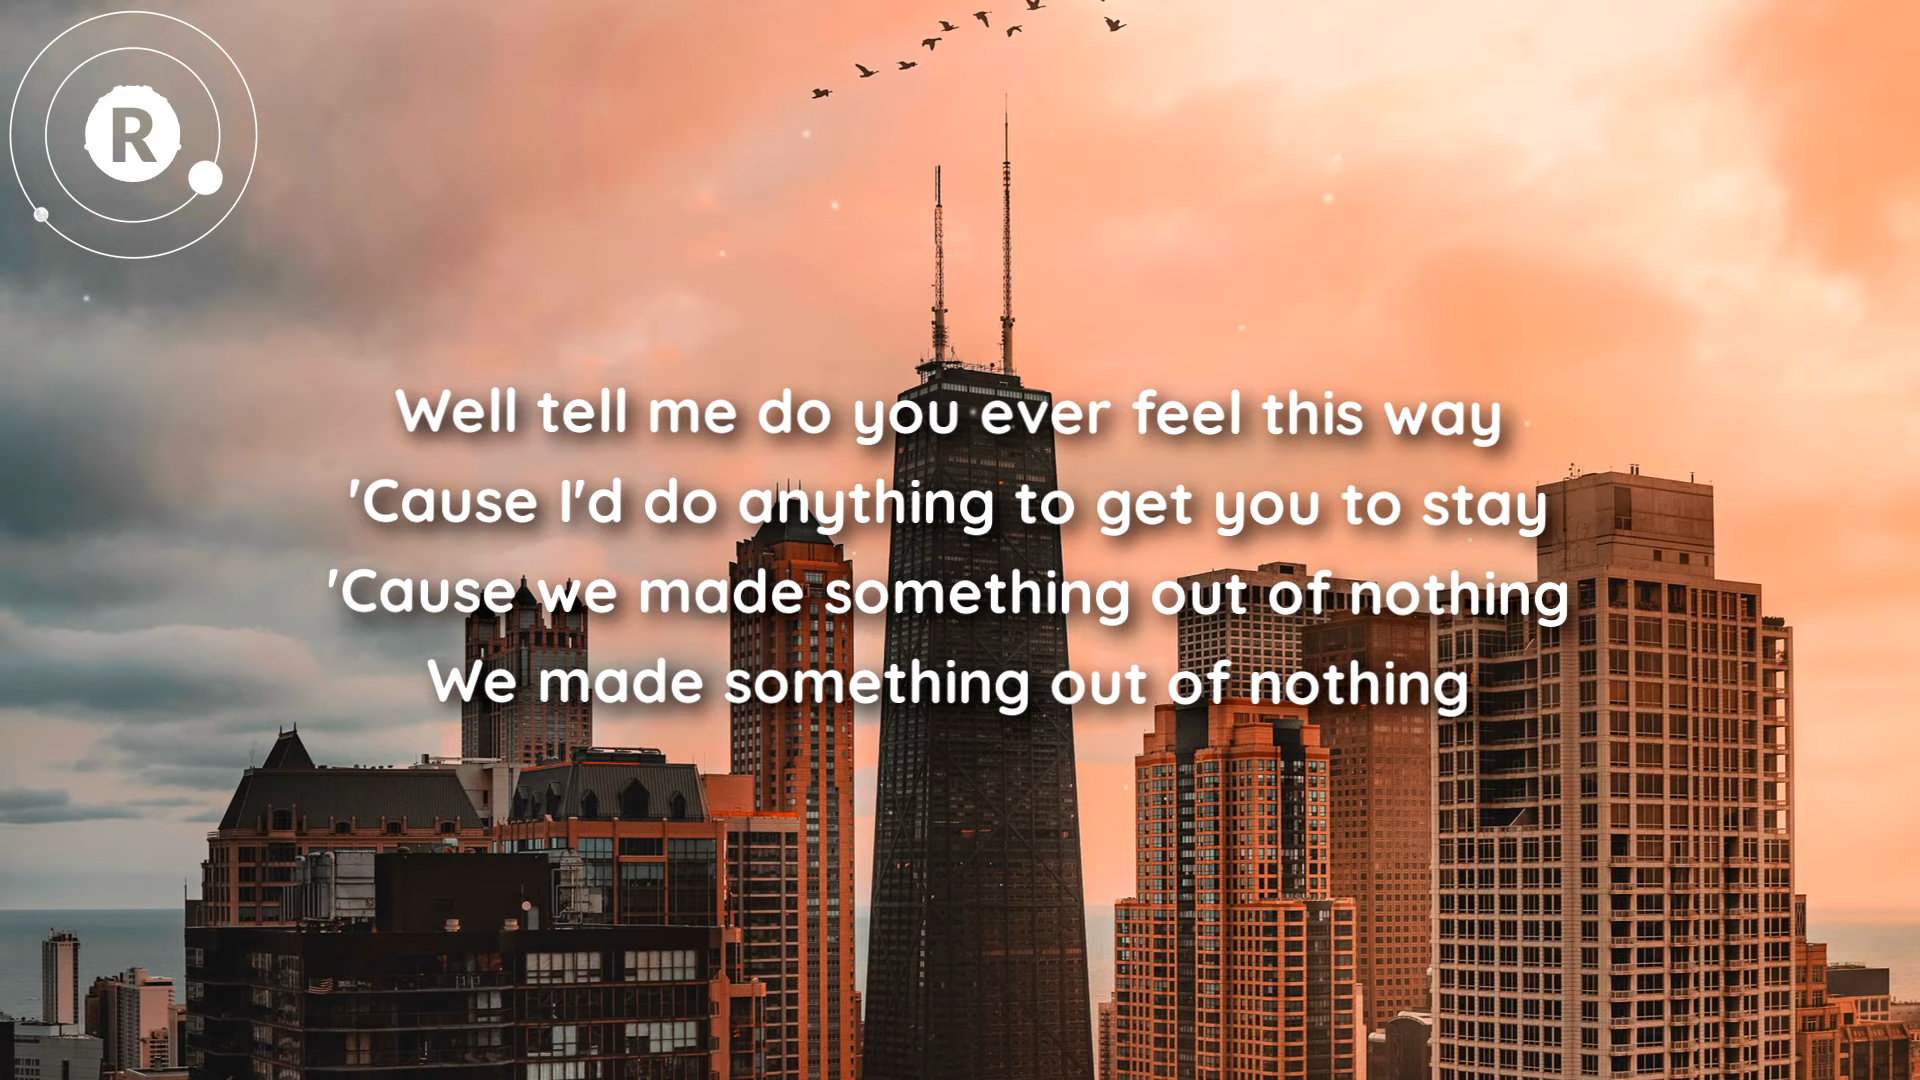 R
Well tell me do you ever feel this way
'Cause I'd do anything to get you to stay
'Cause we made something out of nothing
We made something out of nothing